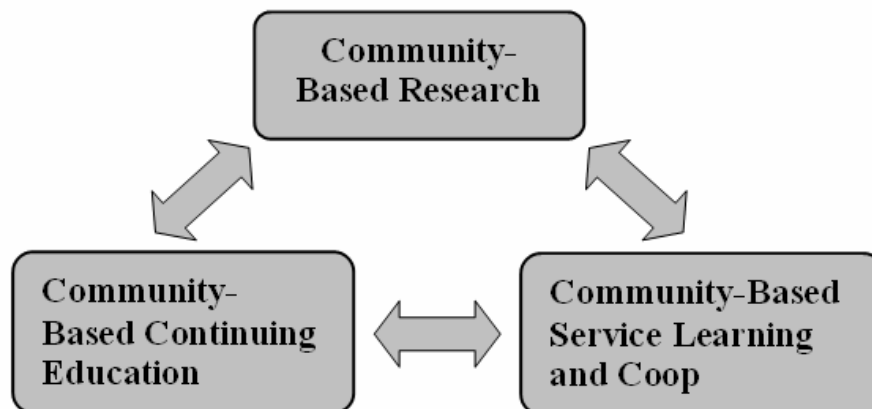 Community-
Based Research
Community-
Based Continuing
Education
Community-Based
Service Learning
and Coop